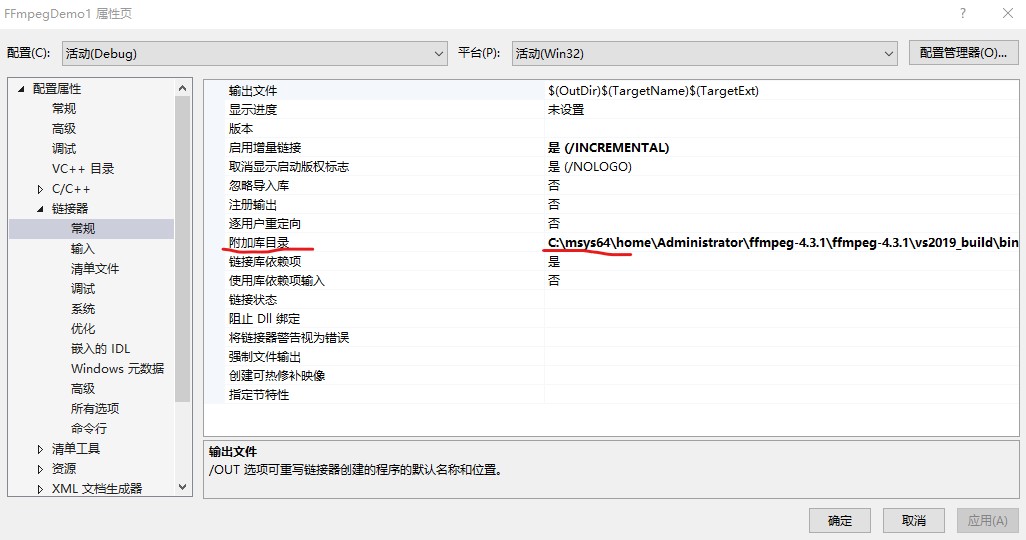 FFmpegDemo1 属性页
配置(C): 活动(Debug) 平台(P): 活动(Win32) 配置管理器(O)...
配置属性
常规
高级
调试
VC++ 目录
C/C++
链接器
常规
输入
清单文件
调试
系统
优化
嵌入的 IDL
Windows 元数据
高级
所有选项
命令行
清单工具
资源
XML 文档生成器
输出文件 $(OutDir)$(TargetName)$(TargetExt)
显示进度 未设置
版本
启用增量链接 是 (/INCREMENTAL)
取消显示启动版权标志 是 (/NOLOGO)
忽略导入库 否
注册输出 否
逐用户重定向 否
附加库目录 C:\msys64\home\Administrator\ffmpeg-4.3.1\ffmpeg-4.3.1\vs2019_build\bin
链接库依赖项 是
使用库依赖项输入 否
链接状态
阻止 Dll 绑定
将链接器警告视为错误
强制文件输出
创建可热修补映像
指定节特性
输出文件
/OUT 选项可重写链接器创建的程序的默认名称和位置。
确定 取消 应用(A)